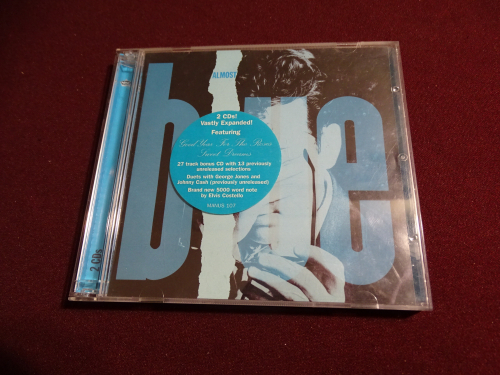 ALMOST
blue
2 CDs!
Vastly Expanded!
Featuring
Good Year For The Roses
Sweet Dreams
27 track bonus CD with 13 previously
unreleased selections
Duets with George Jones and
Johnny Cash (previously unreleased)
Brand new 5000 word note
by Elvis Costello
2 CDs